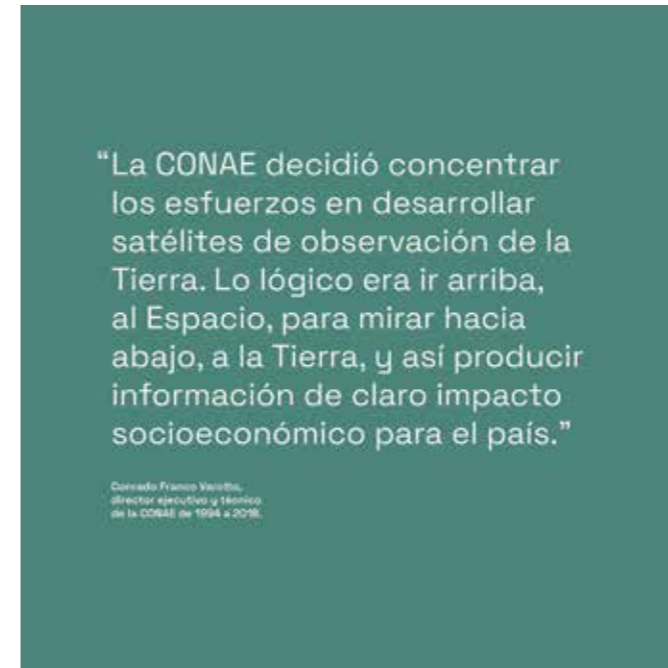 “La CONAE decidió concentrar
los esfuerzos en desarrollar
satélites de observación de la
Tierra. Lo lógico era ir arriba,
al Espacio, para mirar hacia
abajo, a la Tierra, y así producir
información de claro impacto
socioeconómico para el país.”
Conrado Franco Varotto,
director ejecutivo y técnico
de la CONAE de 1994 a 2018.